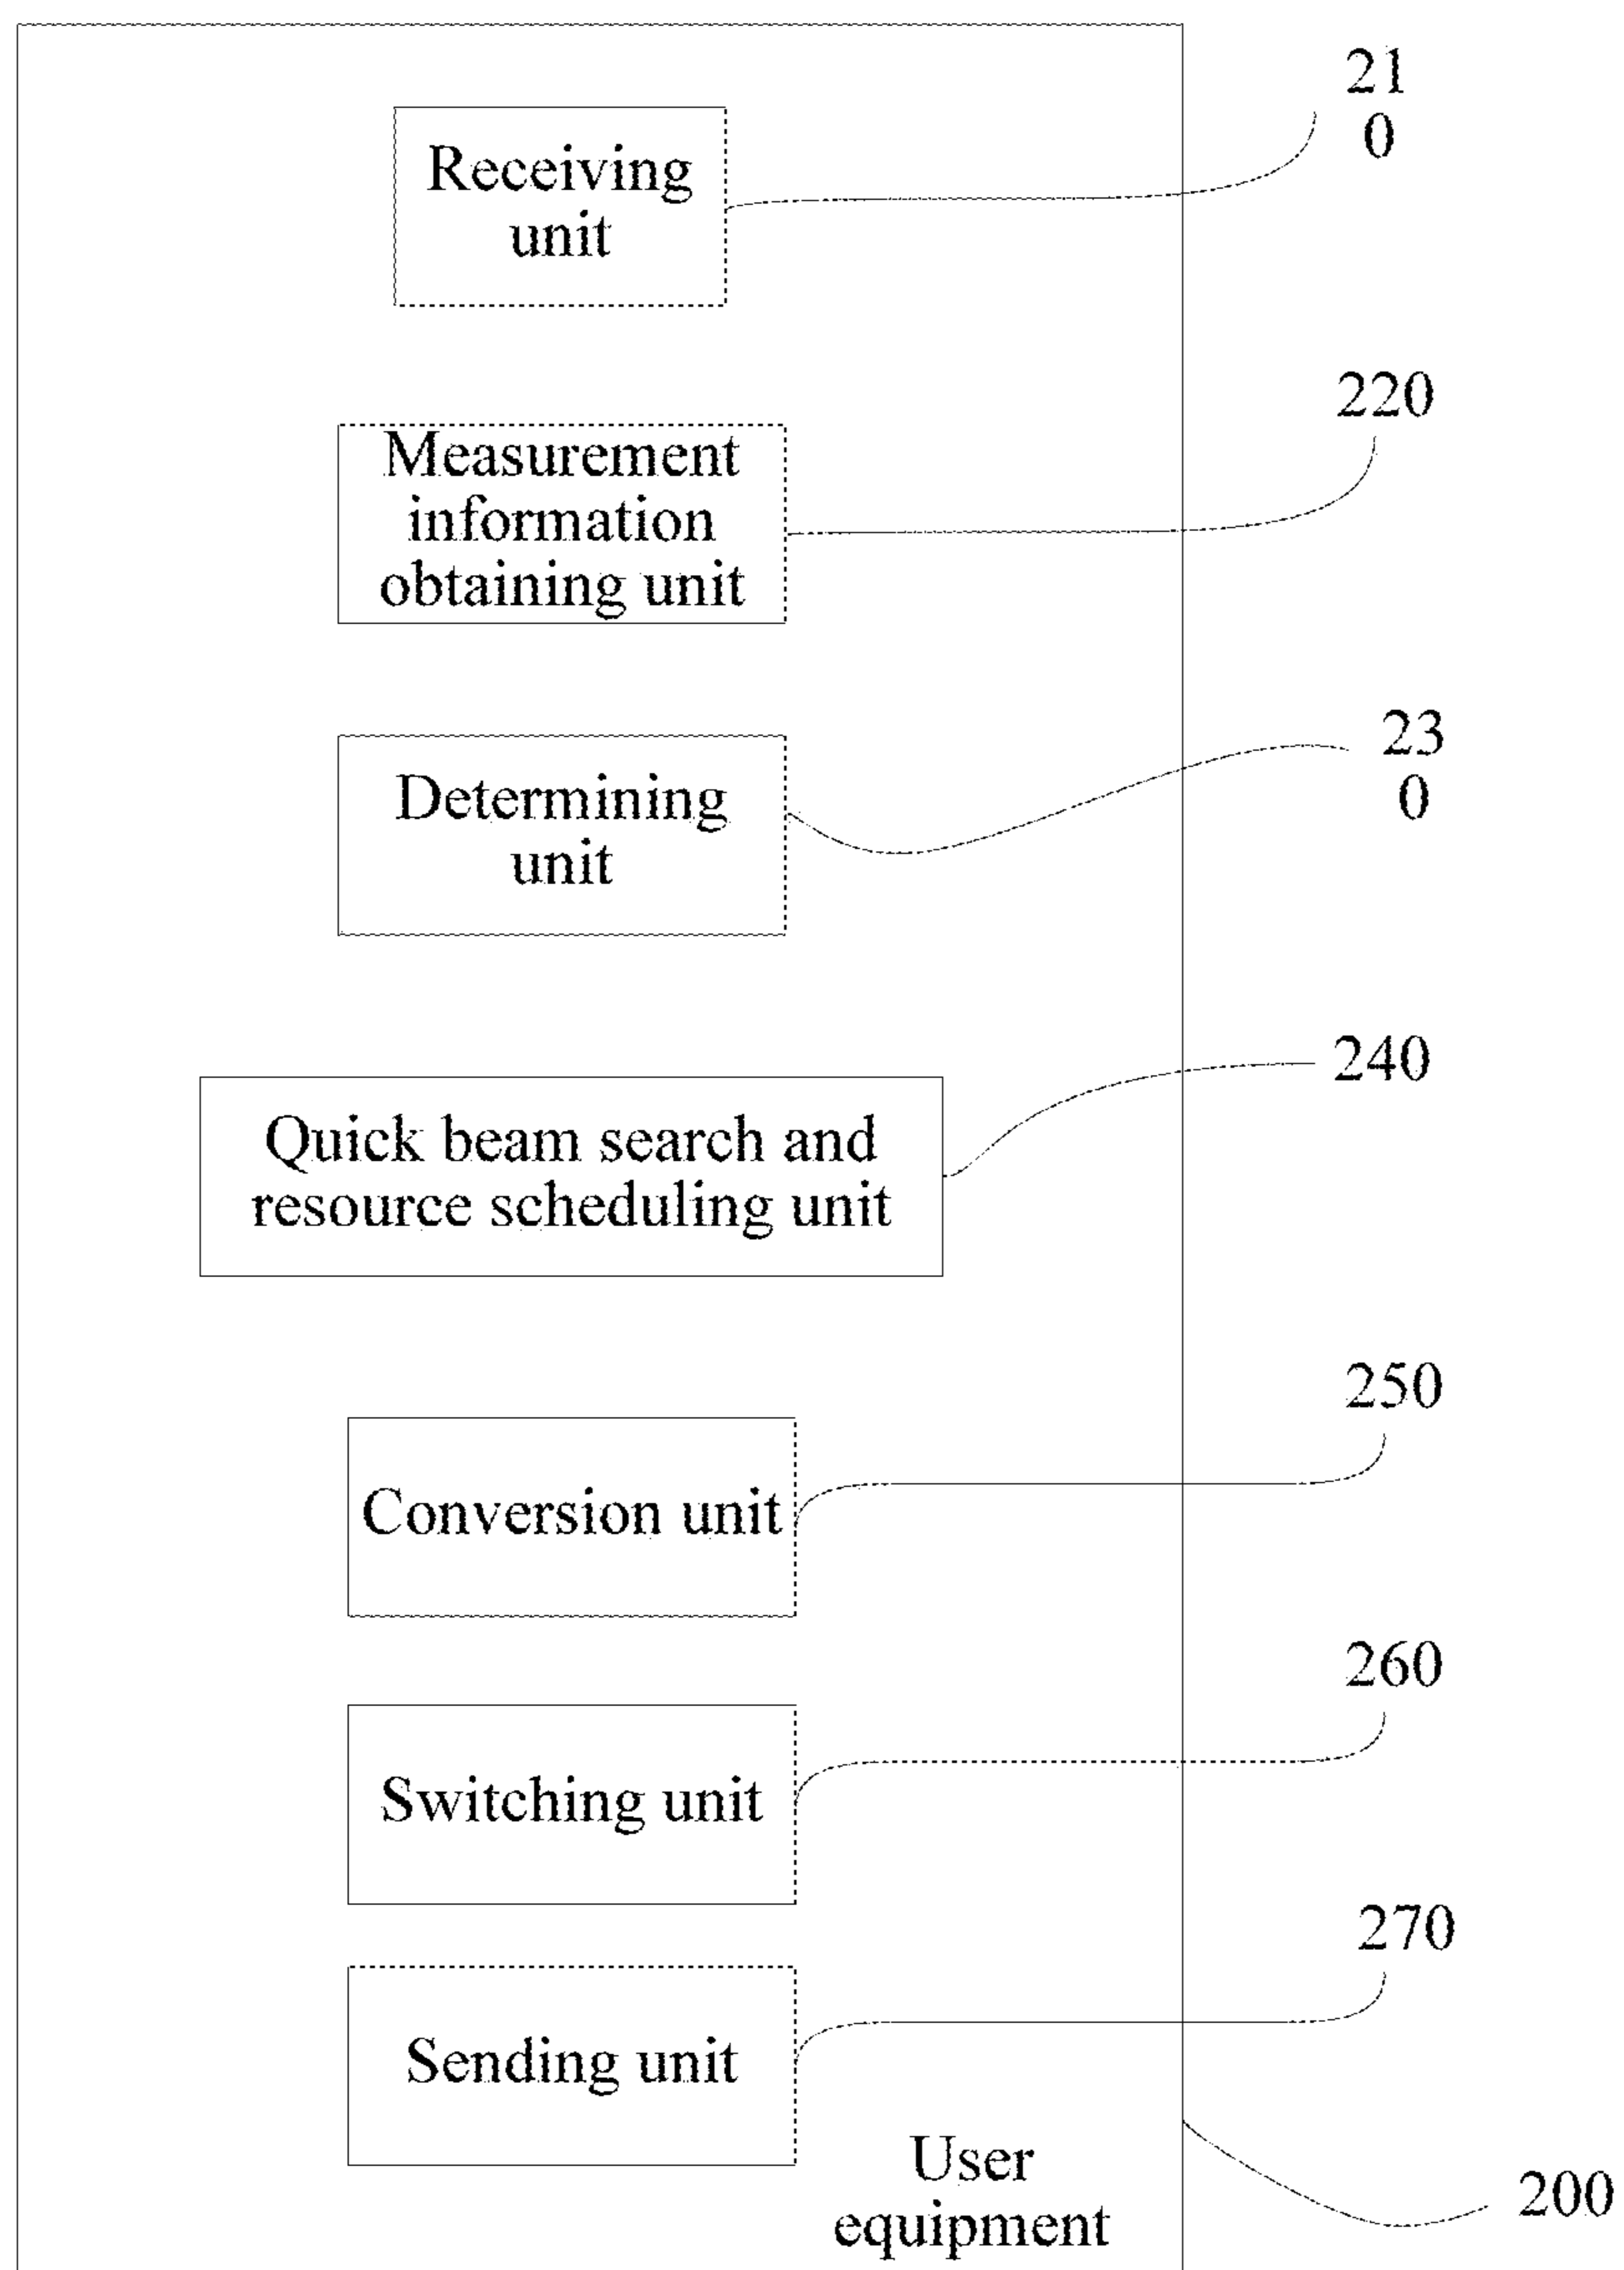 21
0
Receiving
unit
220
Measurement
information
obtaining unit
23
0
Determining
unit
240
Quick beam search and
resource scheduling unit
250
Conversion unit
260
Switching unit
270
Sending unit
User
equipment
200